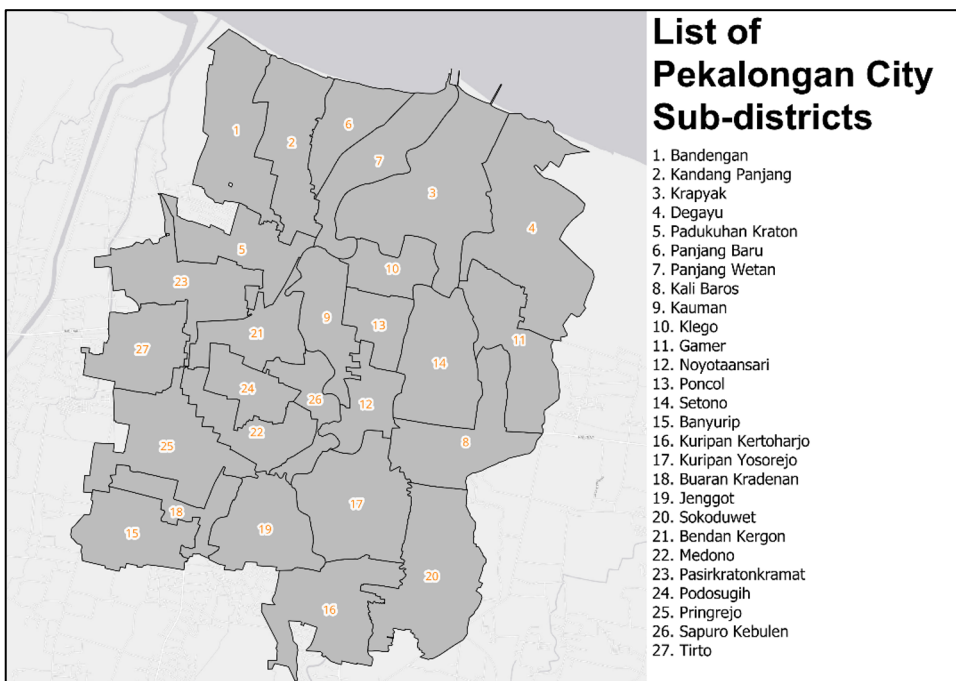 List of
Pekalongan City
Sub-districts
1. Bandengan
2. Kandang Panjang
3. Krapyak
4. Degayu
5. Padukuhan Kraton
6. Panjang Baru
7. Panjang Wetan
8. Kali Baros
9. Kauman
10. Klego
11. Gamer
12. Noyotaansari
13. Poncol
14. Setono
15. Banyurip
16. Kuripan Kertoharjo
17. Kuripan Yosorejo
18. Buaran Kradenan
19. Jenggot
20. Sokoduwet
21. Bendan Kergon
22. Medono
23. Pasirkratonkramat
24. Podosugih
25. Pringrejo
26. Sapuro Kebulen
27. Tirto
1
2
6
7
3
4
5
10
23
9
13
21
11
27
14
24
26
12
22
8
25
17
18
19
15
20
16